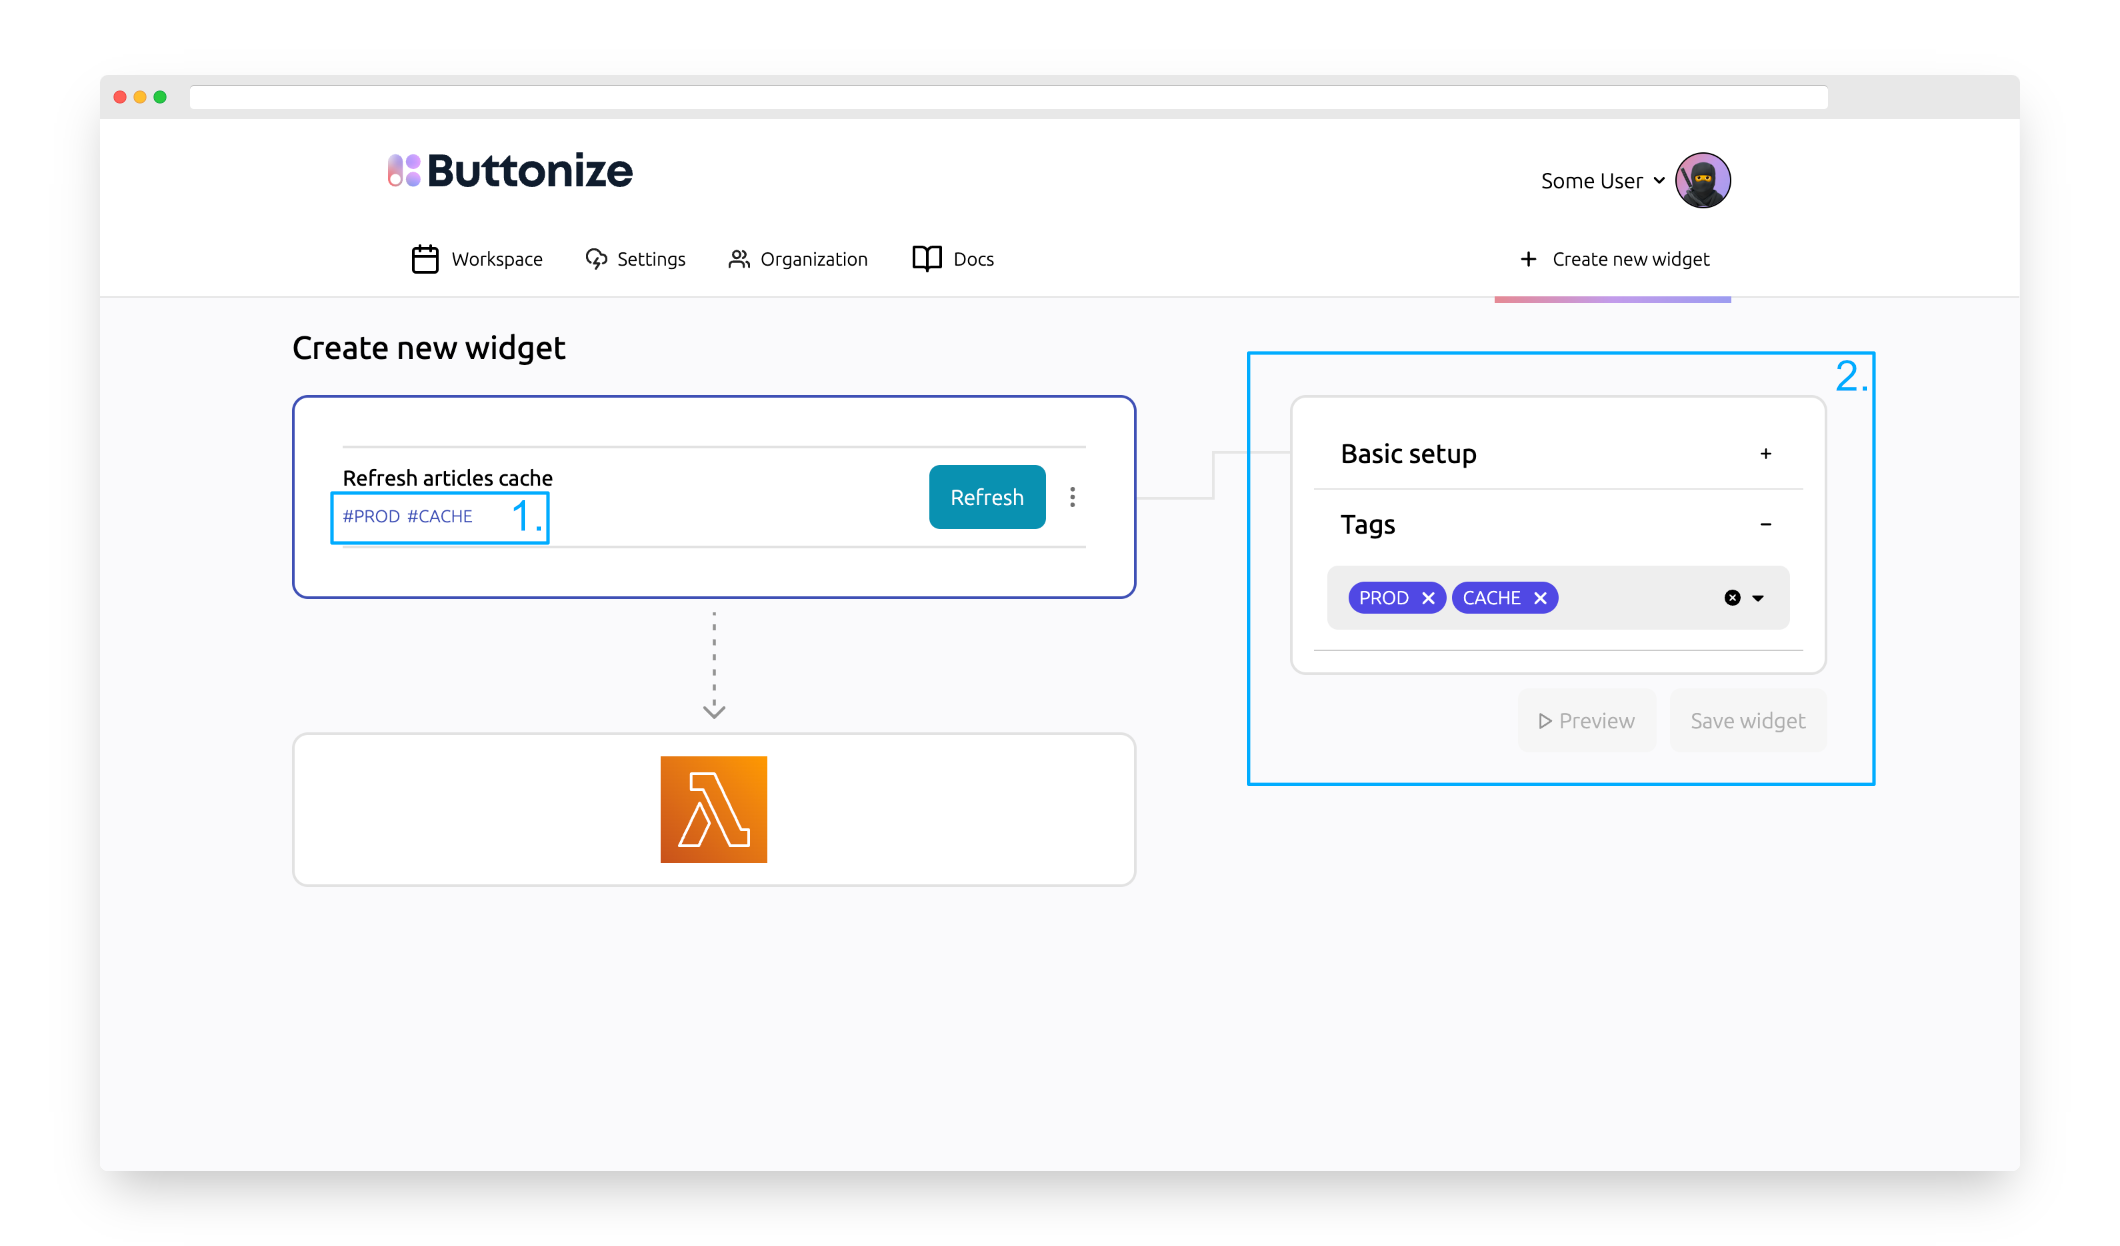 Buttonize
Some User
Workspace
Settings
Organization
Docs
+ Create new widget
Create new widget
2.
Basic setup +
Refresh articles cache
Refresh
#PROD #CACHE
1.
Tags −
PROD ×
CACHE ×
Preview
Save widget